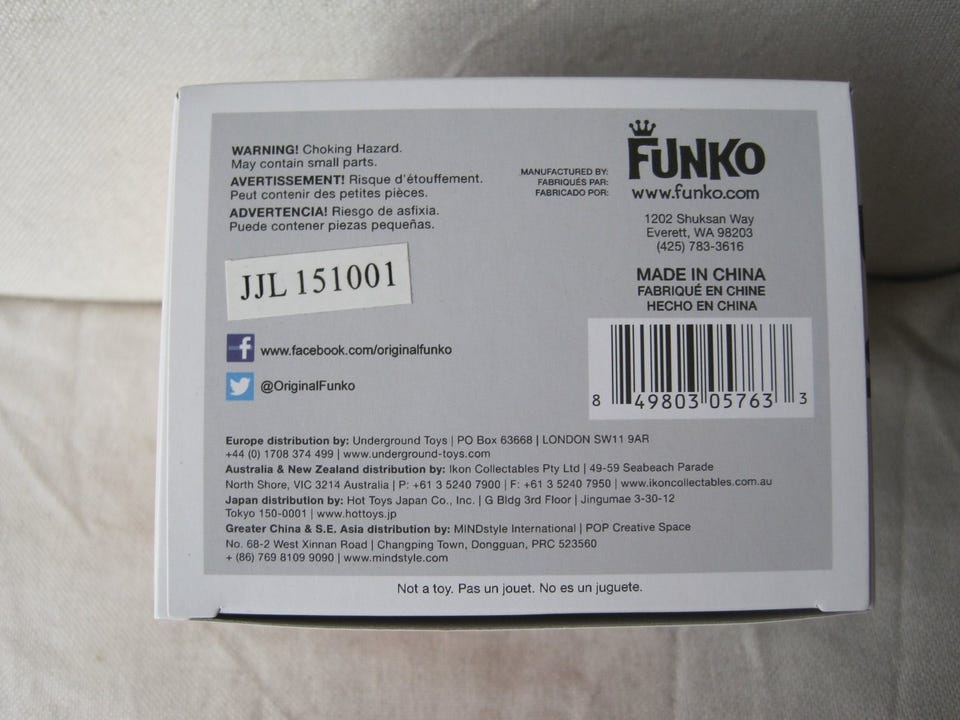 WARNING! Choking Hazard.
May contain small parts.
AVERTISSEMENT! Risque d'étouffement.
Peut contenir des petites pièces.
ADVERTENCIA! Riesgo de asfixia.
Puede contener piezas pequeñas.
JJL 151001
f www.facebook.com/originalfunko
@OriginalFunko
MANUFACTURED BY:
FABRIQUÉS PAR:
FABRICADO POR:
FUNKO
www.funko.com
1202 Shuksan Way
Everett, WA 98203
(425) 783-3616
MADE IN CHINA
FABRIQUÉ EN CHINE
HECHO EN CHINA
8 49803 05763 3
Europe distribution by: Underground Toys | PO Box 63668 | LONDON SW11 9AR
+44 (0) 1708 374 499 | www.underground-toys.com
Australia & New Zealand distribution by: Ikon Collectables Pty Ltd | 49-59 Seabeach Parade
North Shore, VIC 3214 Australia | P: +61 3 5240 7900 | F: +61 3 5240 7950 | www.ikoncollectables.com.au
Japan distribution by: Hot Toys Japan Co., Inc. | G Bldg 3rd Floor | Jingumae 3-30-12
Tokyo 150-0001 | www.hottoys.jp
Greater China & S.E. Asia distribution by: MINDstyle International | POP Creative Space
No. 68-2 West Xinnan Road | Changping Town, Dongguan, PRC 523560
+ (86) 769 8109 9090 | www.mindstyle.com
Not a toy. Pas un jouet. No es un juguete.